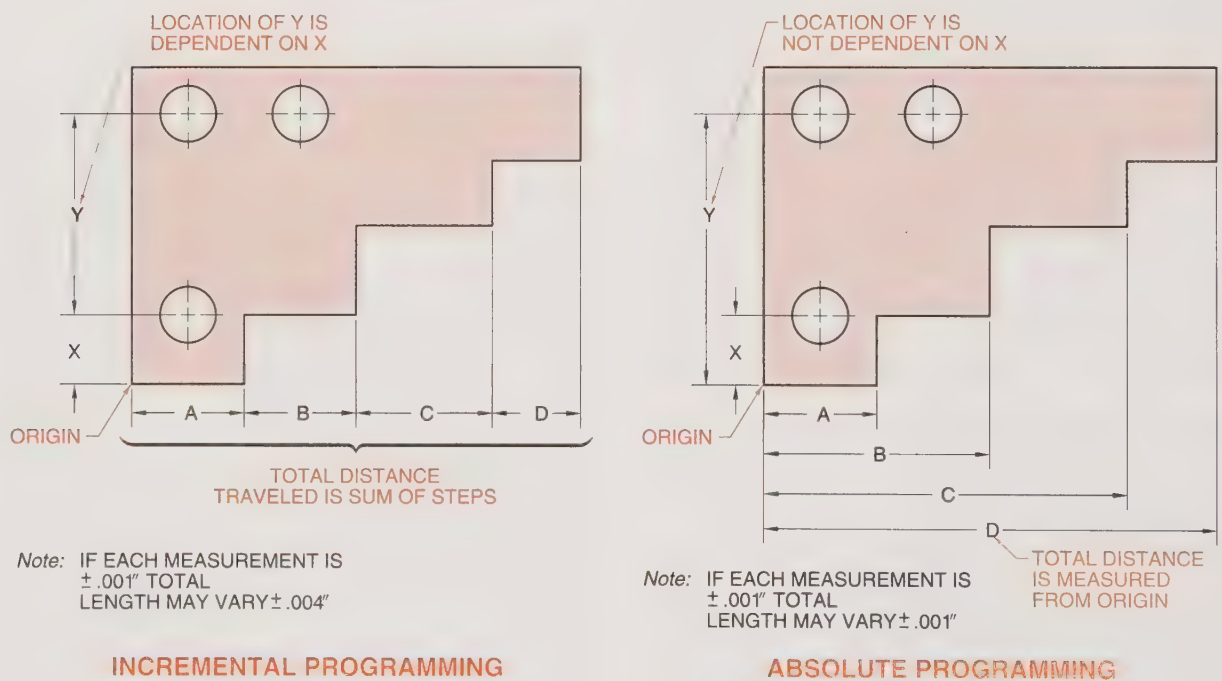 LOCATION OF Y IS
DEPENDENT ON X
Y
X
A
B
C
D
ORIGIN
TOTAL DISTANCE
TRAVELED IS SUM OF STEPS
Note: IF EACH MEASUREMENT IS
± .001″ TOTAL
LENGTH MAY VARY ± .004″
INCREMENTAL PROGRAMMING
LOCATION OF Y IS
NOT DEPENDENT ON X
Y
X
A
ORIGIN
B
C
D
TOTAL DISTANCE
IS MEASURED
FROM ORIGIN
Note: IF EACH MEASUREMENT IS
± .001″ TOTAL
LENGTH MAY VARY ± .001″
ABSOLUTE PROGRAMMING